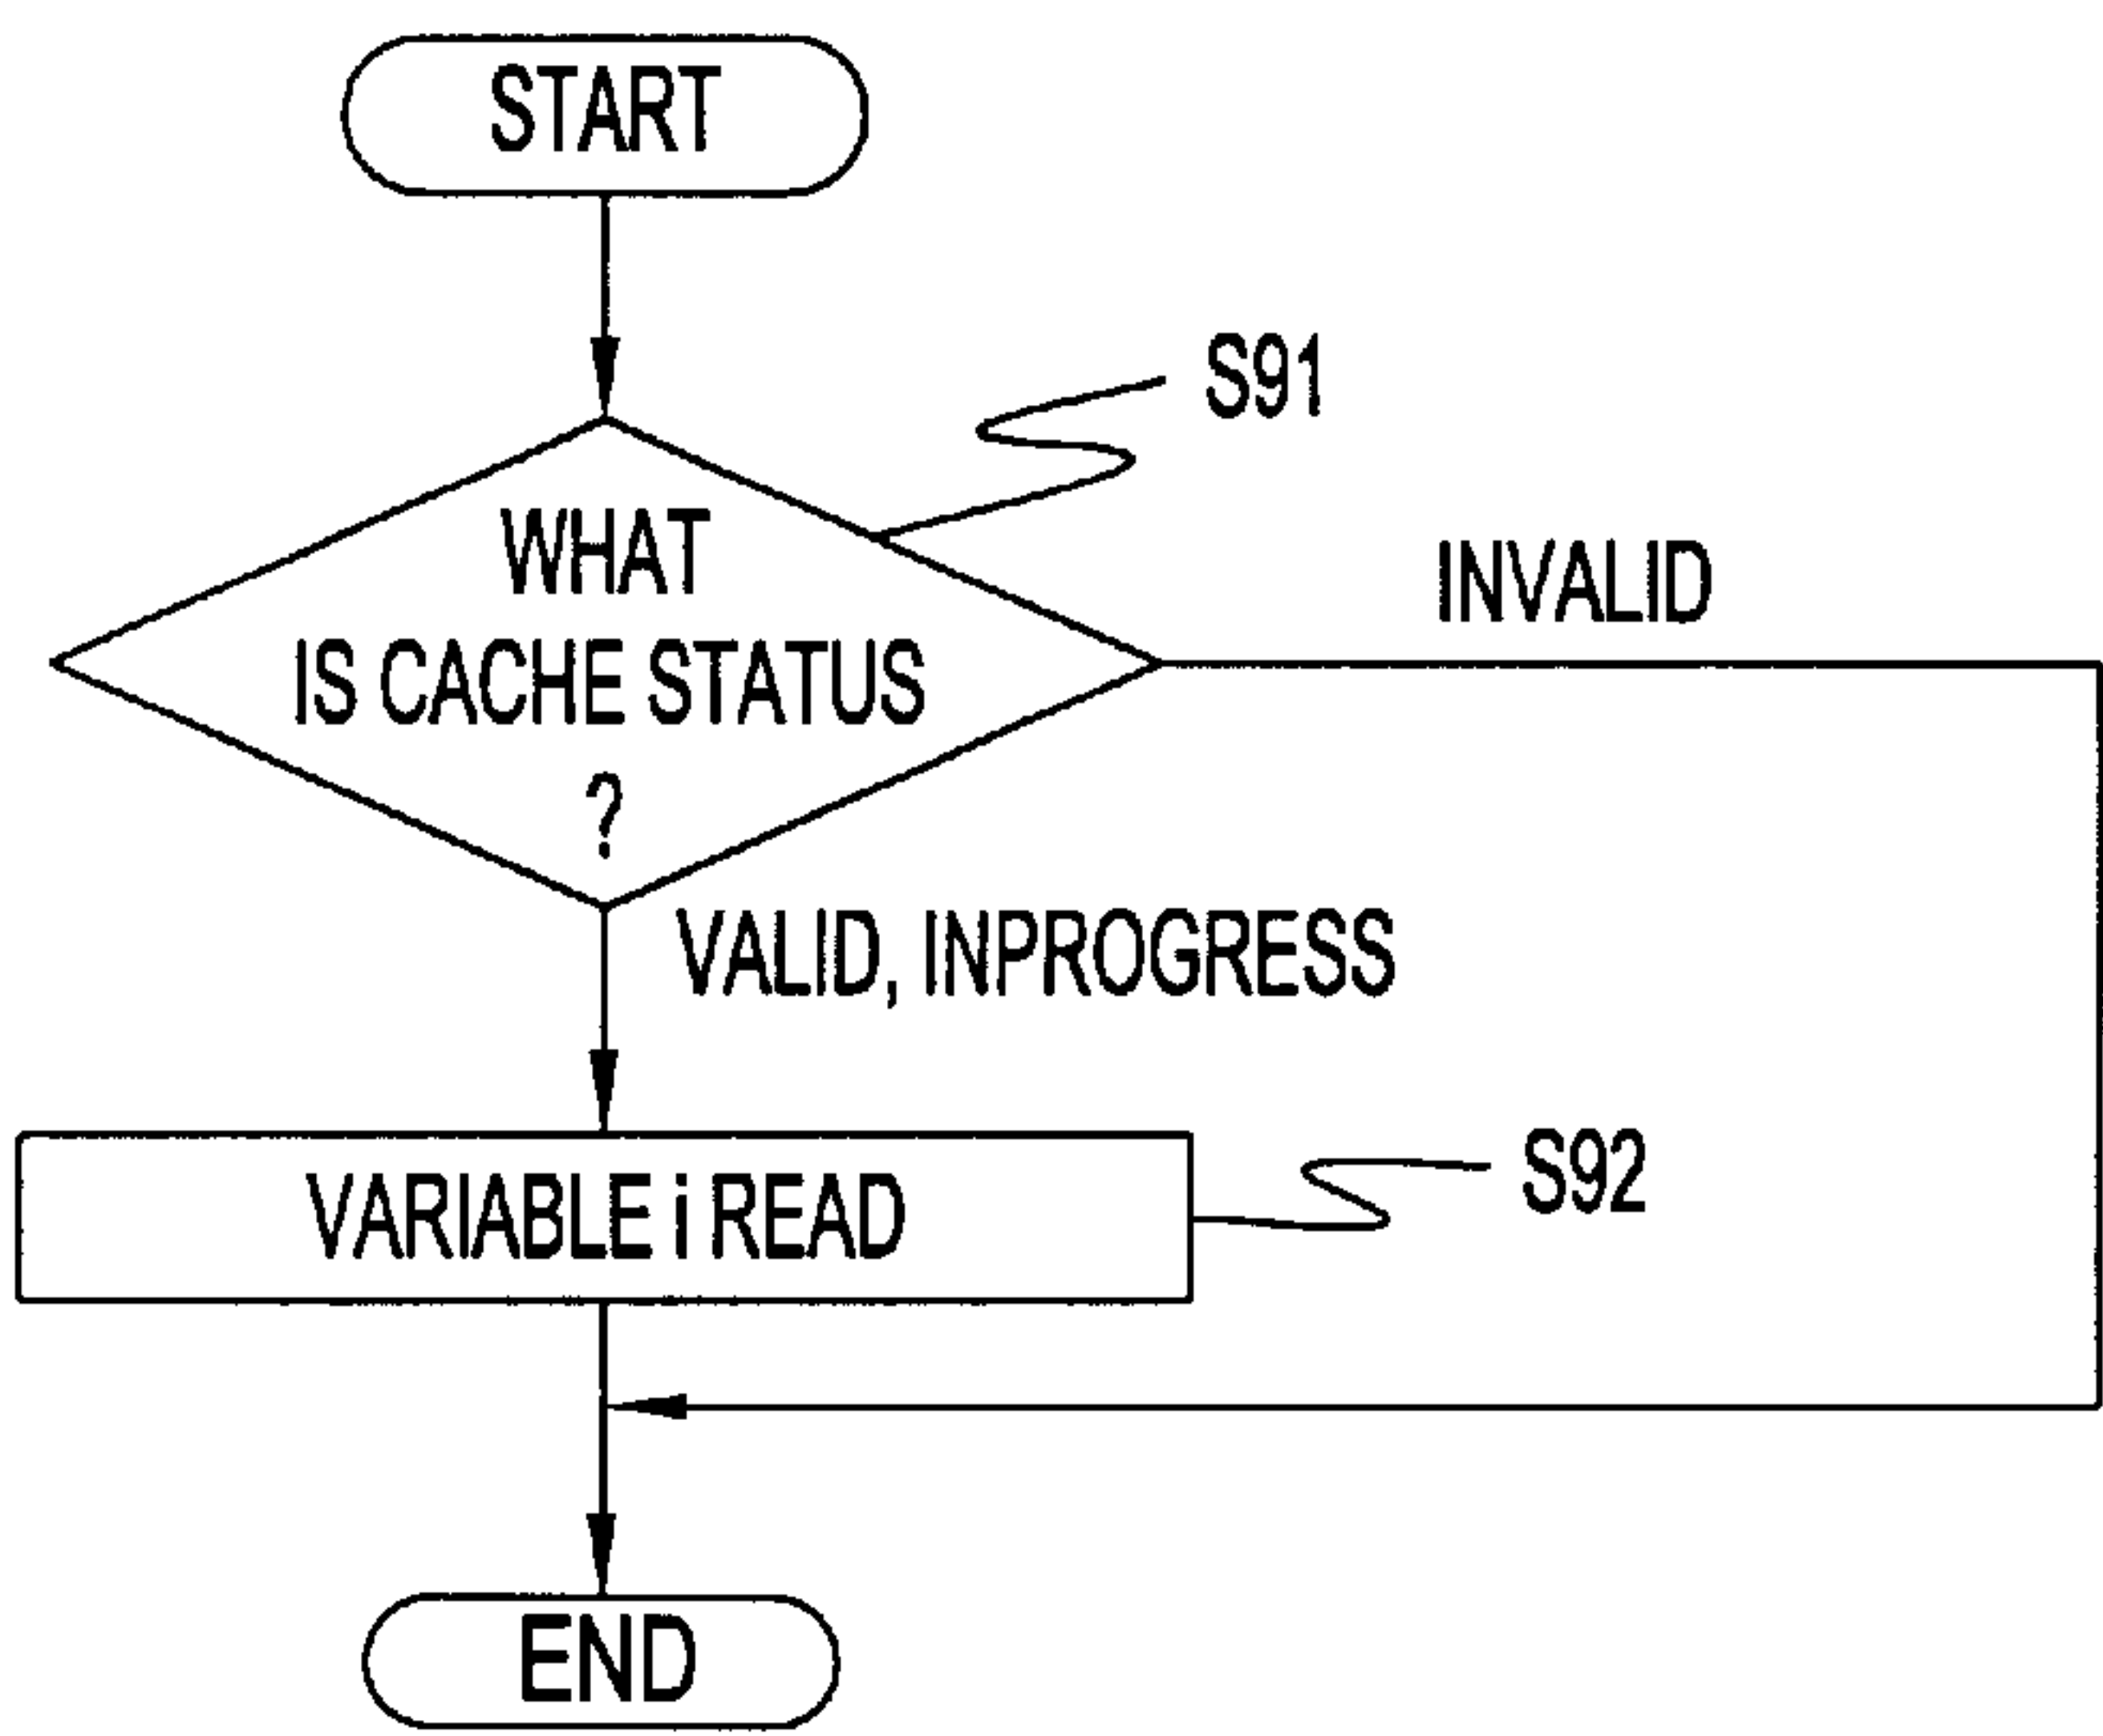 START
S91
WHAT
IS CACHE STATUS
?
INVALID
VALID, INPROGRESS
VARIABLE i READ
S92
END